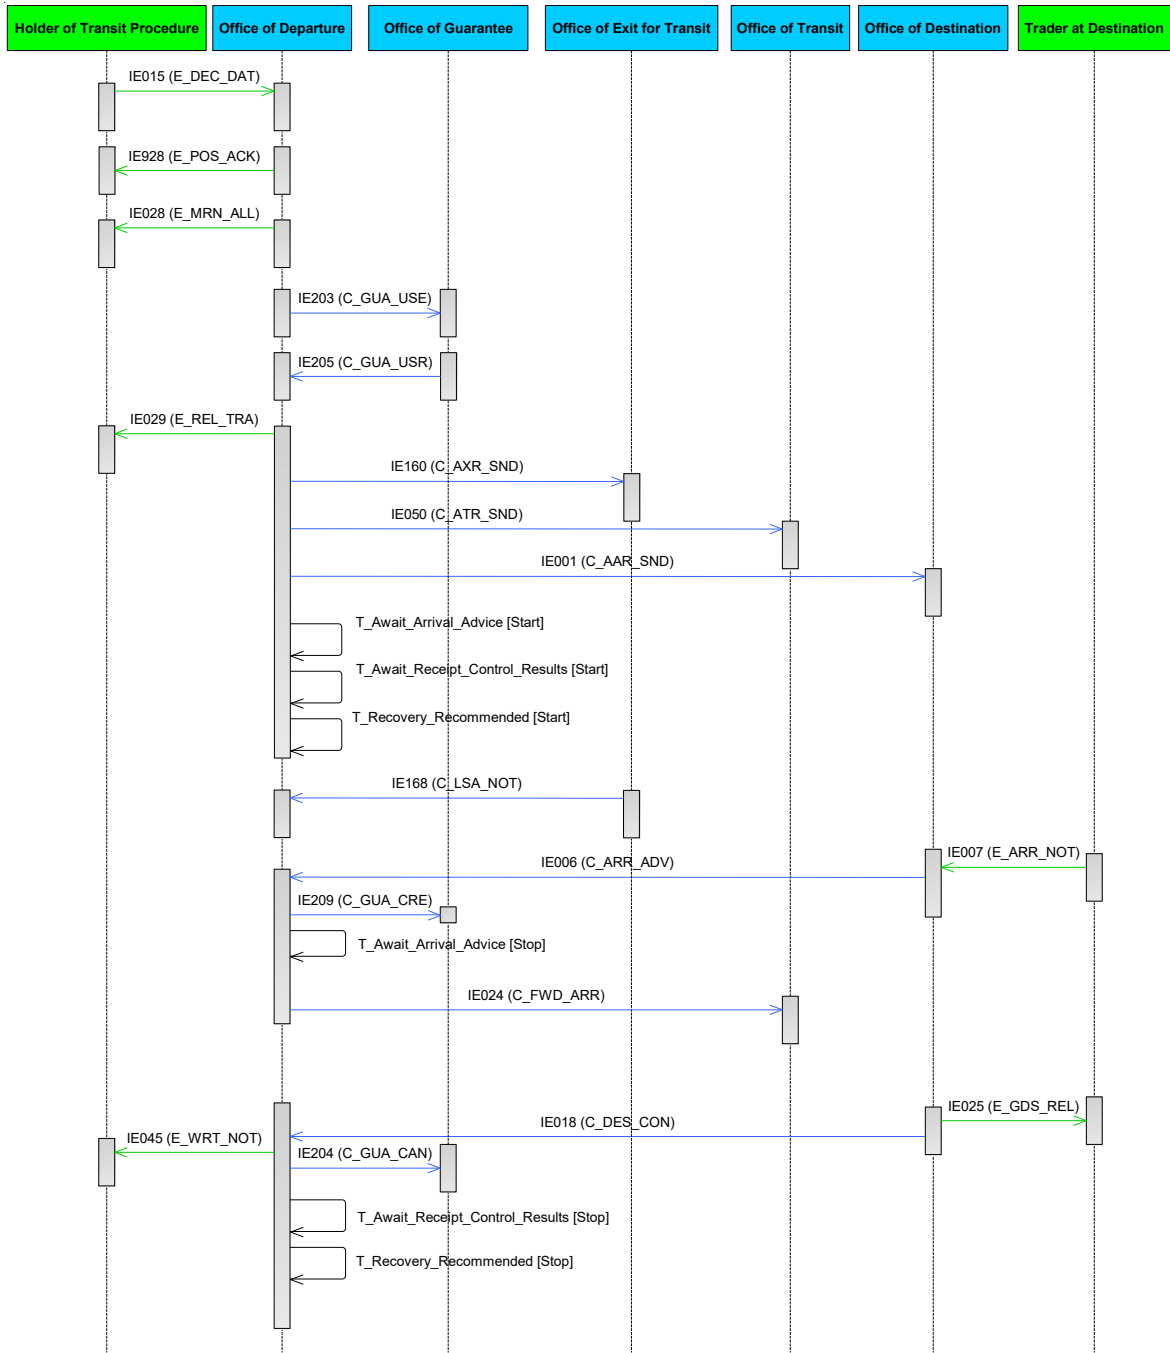 Holder of Transit Procedure
Office of Departure
Office of Guarantee
Office of Exit for Transit
Office of Transit
Office of Destination
Trader at Destination
IE015 (E_DEC_DAT)
IE928 (E_POS_ACK)
IE028 (E_MRN_ALL)
IE203 (C_GUA_USE)
IE205 (C_GUA_USR)
IE029 (E_REL_TRA)
IE160 (C_AXR_SND)
IE050 (C_ATR_SND)
IE001 (C_AAR_SND)
T_Await_Arrival_Advice [Start]
T_Await_Receipt_Control_Results [Start]
T_Recovery_Recommended [Start]
IE168 (C_LSA_NOT)
IE007 (E_ARR_NOT)
IE006 (C_ARR_ADV)
IE209 (C_GUA_CRE)
T_Await_Arrival_Advice [Stop]
IE024 (C_FWD_ARR)
IE025 (E_GDS_REL)
IE018 (C_DES_CON)
IE045 (E_WRT_NOT)
IE204 (C_GUA_CAN)
T_Await_Receipt_Control_Results [Stop]
T_Recovery_Recommended [Stop]